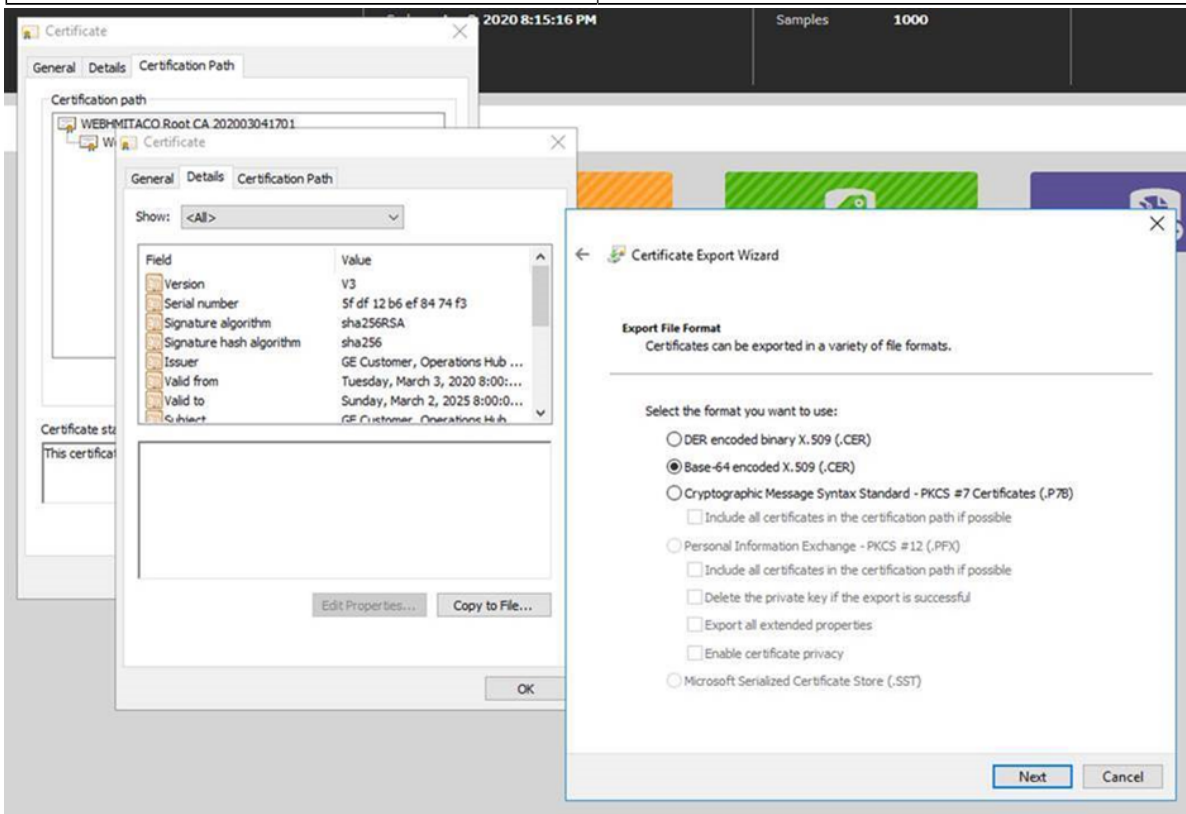 2020 8:15:16 PM
Samples 1000
Certificate
General Details Certification Path
Certification path
WEBHMITACO Root CA 202003041701
Certificate sta
This certificat
Certificate
General Details Certification Path
Show: <All>
Field Value
Version V3
Serial number 5f df 12 b6 ef 84 74 f3
Signature algorithm sha256RSA
Signature hash algorithm sha256
Issuer GE Customer, Operations Hub ...
Valid from Tuesday, March 3, 2020 8:00:...
Valid to Sunday, March 2, 2025 8:00:0...
Subject GE Customer, Operations Hub
Edit Properties... Copy to File...
OK
Certificate Export Wizard
Export File Format
Certificates can be exported in a variety of file formats.
Select the format you want to use:
DER encoded binary X.509 (.CER)
Base-64 encoded X.509 (.CER)
Cryptographic Message Syntax Standard - PKCS #7 Certificates (.P7B)
Include all certificates in the certification path if possible
Personal Information Exchange - PKCS #12 (.PFX)
Include all certificates in the certification path if possible
Delete the private key if the export is successful
Export all extended properties
Enable certificate privacy
Microsoft Serialized Certificate Store (.SST)
Next Cancel